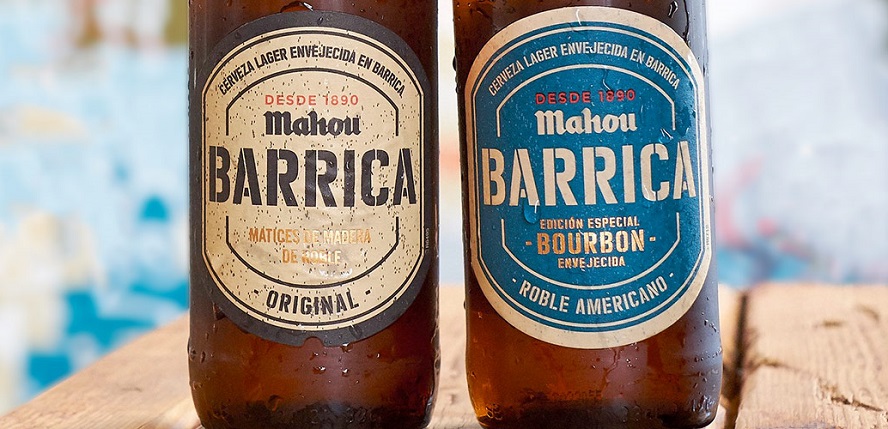 CERVEZA LAGER ENVEJECIDA EN BARRICA
DESDE 1890
Mahou
BARRICA
MATICES DE MADERA
DE ROBLE
- ORIGINAL -
CERVEZA LAGER ENVEJECIDA EN BARRICA
DESDE 1890
Mahou
BARRICA
EDICIÓN ESPECIAL
- BOURBON -
ENVEJECIDA
- ROBLE AMERICANO -